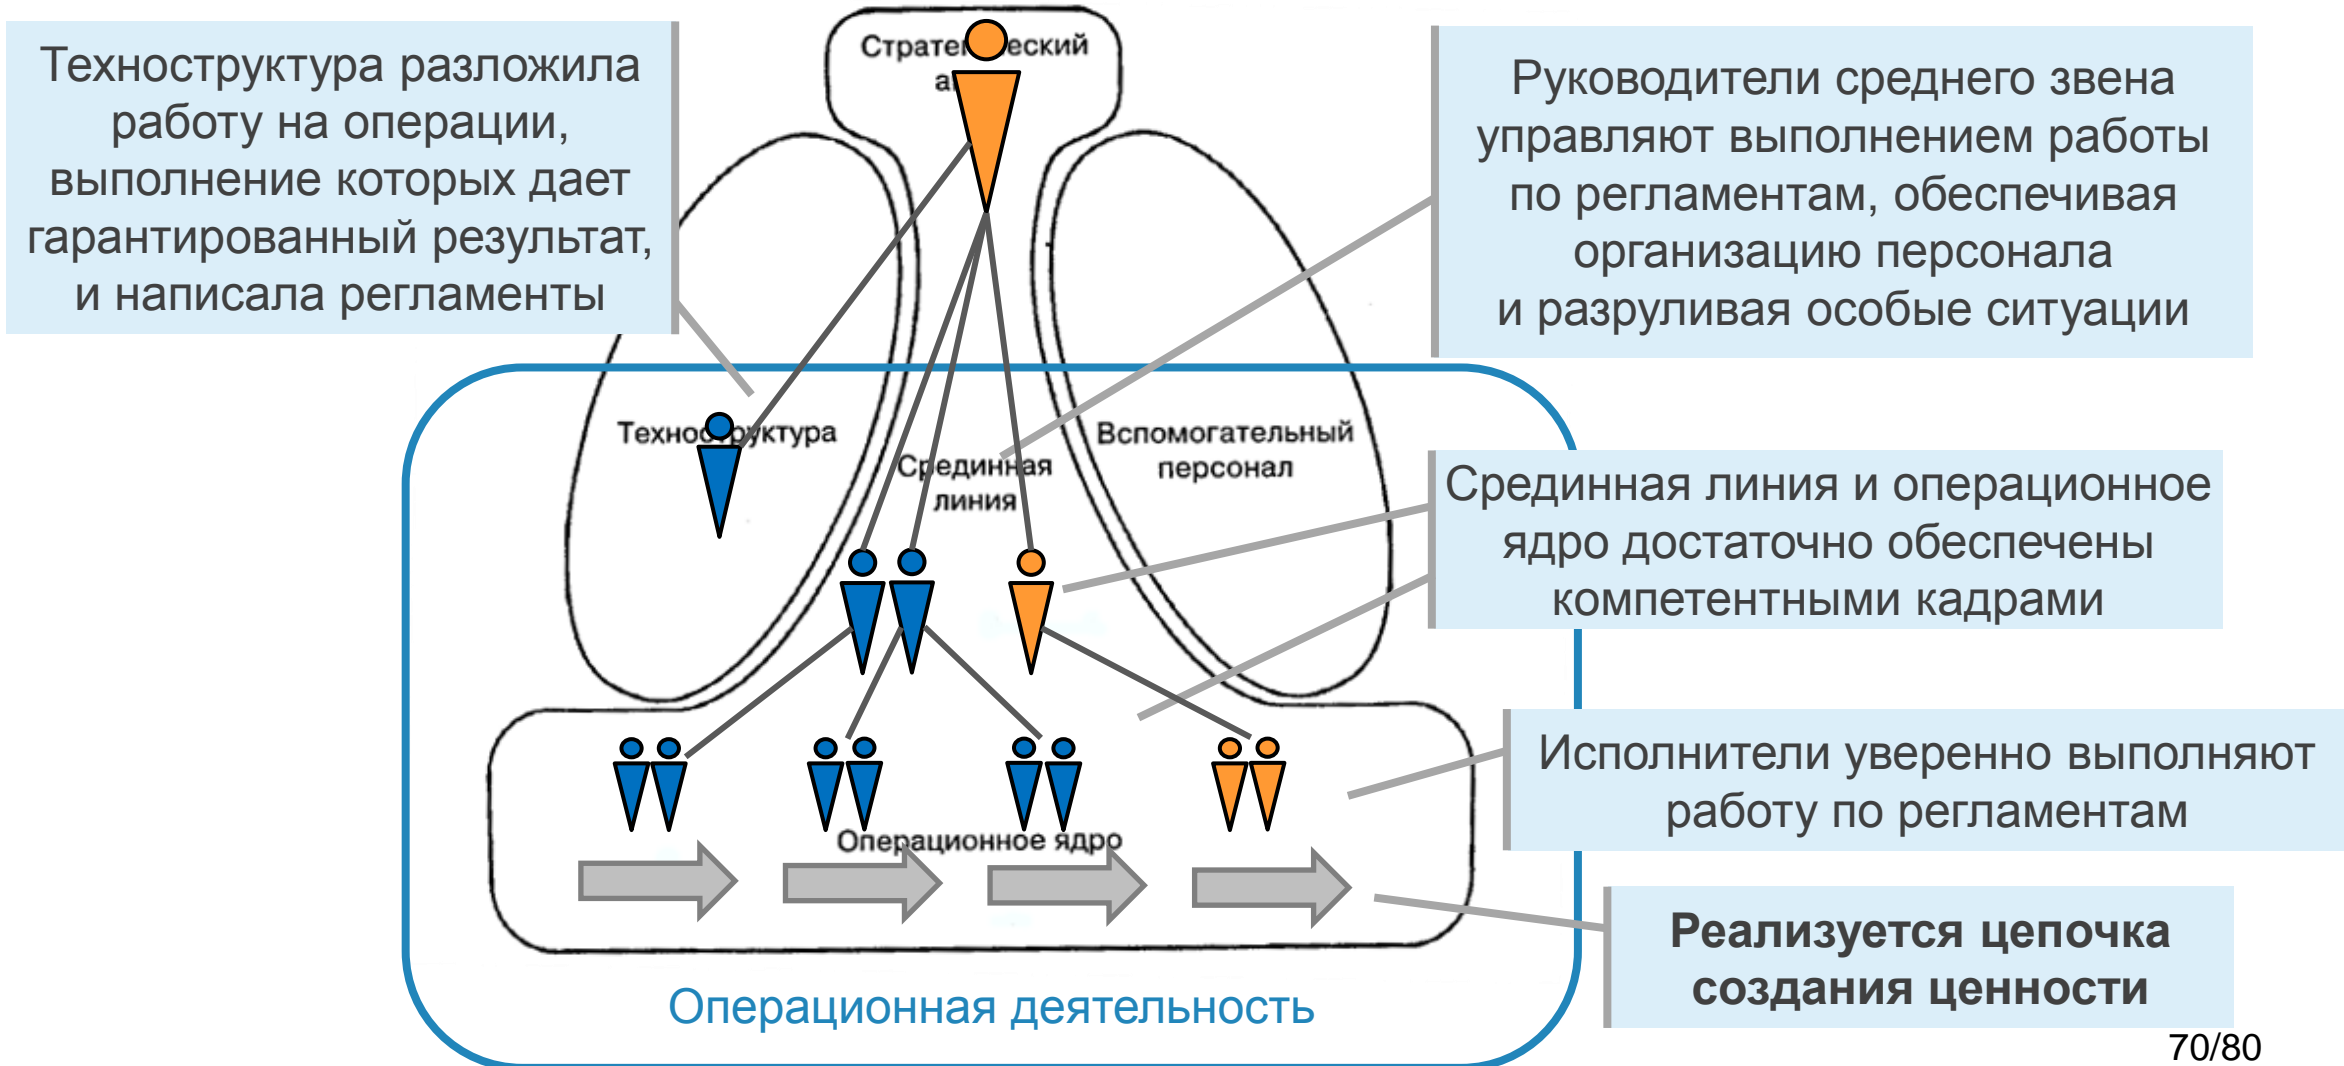 Техноструктура разложила
работу на операции,
выполнение которых дает
гарантированный результат,
и написала регламенты
Руководители среднего звена
управляют выполнением работы
по регламентам, обеспечивая
организацию персонала
и разруливая особые ситуации
Вспомогательный
персонал
Срединная
линия
Срединная линия и операционное
ядро достаточно обеспечены
компетентными кадрами
Исполнители уверенно выполняют
работу по регламентам
Операционное ядро
Реализуется цепочка
создания ценности
Операционная деятельность
70/80